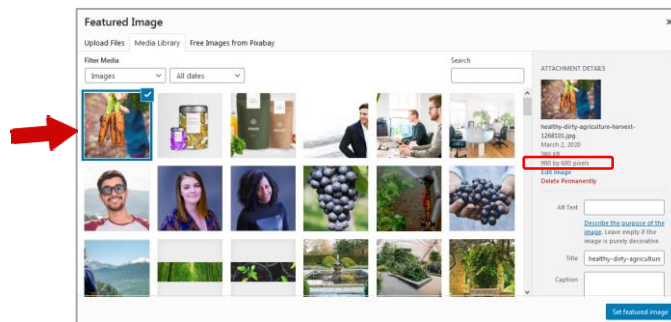 Featured Image
Upload Files Media Library Free Images from Pixabay
Filter Media
Search
Images
All dates
ATTACHMENT DETAILS
healthy-dirty-agriculture-harvest-
1268101.jpg
March 2, 2020
360 KB
900 by 600 pixels
Edit Image
Delete Permanently
Alt Text
Describe the purpose of the
image. Leave empty if the
image is purely decorative.
Title
healthy-dirty-agriculture
Caption
Set featured image